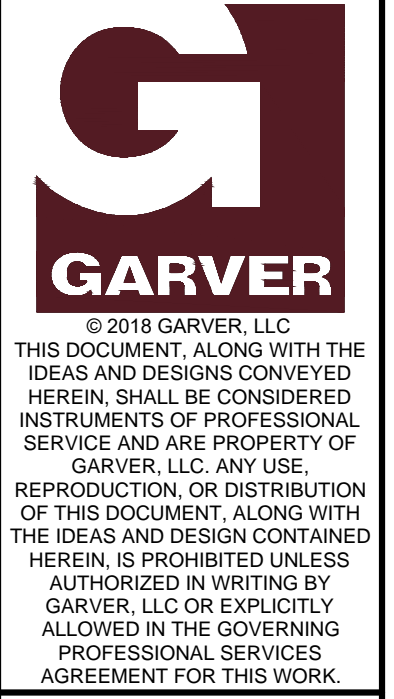 GARVER
© 2018 GARVER, LLC
THIS DOCUMENT, ALONG WITH THE
IDEAS AND DESIGNS CONVEYED
HEREIN, SHALL BE CONSIDERED
INSTRUMENTS OF PROFESSIONAL
SERVICE AND ARE PROPERTY OF
GARVER, LLC. ANY USE,
REPRODUCTION, OR DISTRIBUTION
OF THIS DOCUMENT, ALONG WITH
THE IDEAS AND DESIGN CONTAINED
HEREIN, IS PROHIBITED UNLESS
AUTHORIZED IN WRITING BY
GARVER, LLC OR EXPLICITLY
ALLOWED IN THE GOVERNING
PROFESSIONAL SERVICES
AGREEMENT FOR THIS WORK.